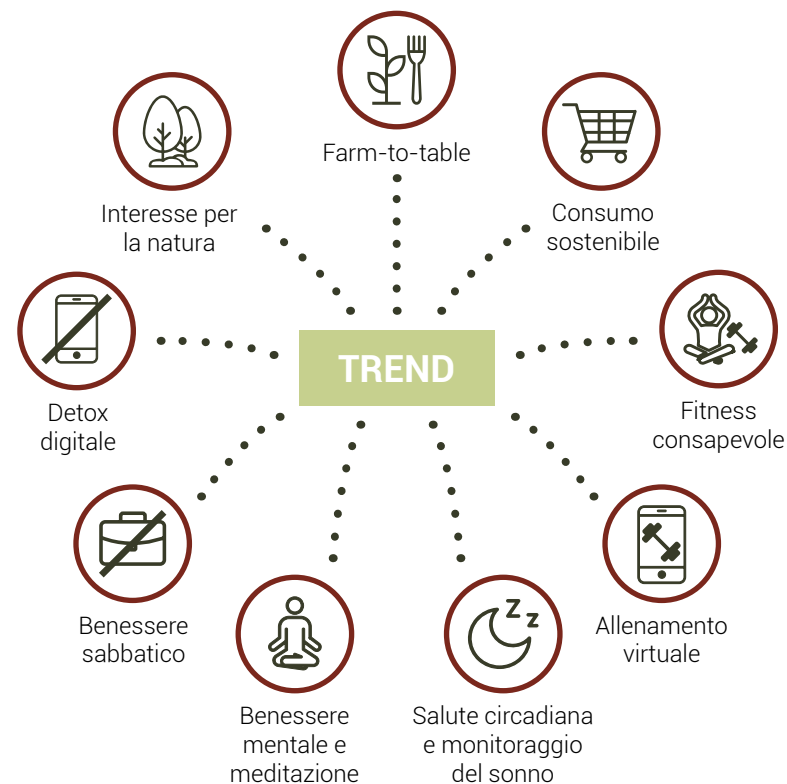 Farm-to-table
Consumo
sostenibile
Interesse per
la natura
TREND
Detox
digitale
Fitness
consapevole
Benessere
sabbatico
Allenamento
virtuale
Benessere
mentale e
meditazione
Salute circadiana
e monitoraggio
del sonno
Z z